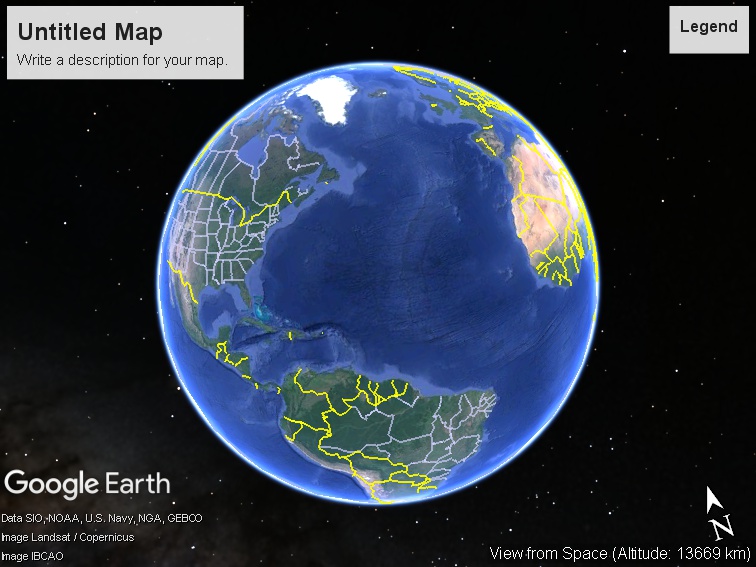 Untitled Map
Write a description for your map.
Legend
Google Earth
Data SIO, NOAA, U.S. Navy, NGA, GEBCO
Image Landsat / Copernicus
Image IBCAO
N
View from Space (Altitude: 13669 km)